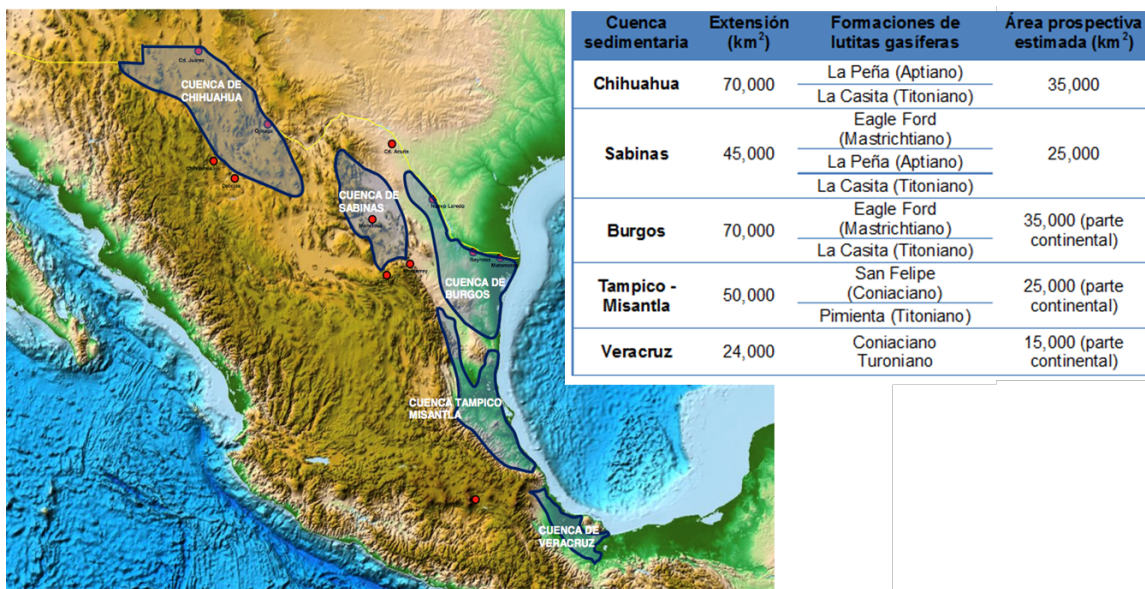 Cuenca
sedimentaria
Extensión
(km²)
Formaciones de
lutitas gasíferas
Área prospectiva
estimada (km²)
Chihuahua
70,000
La Peña (Aptiano)
La Casita (Titoniano)
35,000
Sabinas
45,000
Eagle Ford
(Mastrichtiano)
La Peña (Aptiano)
La Casita (Titoniano)
25,000
Burgos
70,000
Eagle Ford
(Mastrichtiano)
La Casita (Titoniano)
35,000 (parte
continental)
Tampico -
Misantla
50,000
San Felipe
(Coniaciano)
Pimienta (Titoniano)
25,000 (parte
continental)
Veracruz
24,000
Coniaciano
Turoniano
15,000 (parte
continental)
Cd. Juárez
CUENCA DE
CHIHUAHUA
Ojinaga
Chihuahua
Delicias
Cd. Acuña
CUENCA DE
SABINAS
Monclova
Nuevo Laredo
Reynosa
Matamoros
Monterrey
CUENCA DE
BURGOS
CUENCA TAMPICO
MISANTLA
CUENCA DE
VERACRUZ